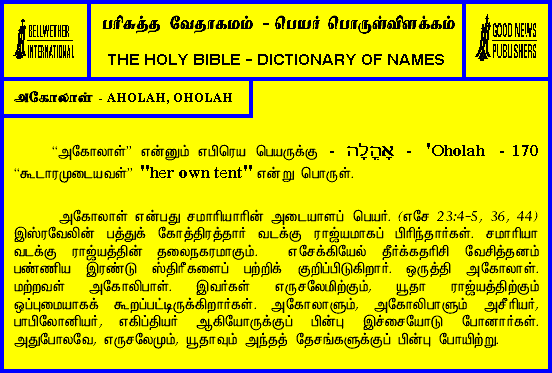 BELLWETHER
INTERNATIONAL
பரிசுத்த வேதாகமம் - பெயர் பொருள்விளக்கம்
THE HOLY BIBLE - DICTIONARY OF NAMES
GOOD NEWS
PUBLISHERS
அகோலாள் - AHOLAH, OHOLAH
“அகோலாள்” என்னும் எபிரெய பெயருக்கு - אָהֳלָה - 'Oholah - 170
“கூடாரமுடையவள்” "her own tent" என்று பொருள்.
அகோலாள் என்பது சமாரியாரின் அடையாளப் பெயர். (எசே 23:4-5, 36, 44)
இஸ்ரவேலின் பத்துக் கோத்திரத்தார் வடக்கு ராஜ்யமாகப் பிரிந்தார்கள். சமாரியா
வடக்கு ராஜ்யத்தின் தலைநகரமாகும். எசேக்கியேல் தீர்க்கதரிசி வேசித்தனம்
பண்ணிய இரண்டு ஸ்திரீகளைப் பற்றிக் குறிப்பிடுகிறார். ஒருத்தி அகோலாள்.
மற்றவள் அகோலிபாள். இவர்கள் எருசலேமிற்கும், யூதா ராஜ்யத்திற்கும்
ஒப்புமையாகக் கூறப்பட்டிருக்கிறார்கள். அகோலாளும், அகோலிபாளும் அசீரியர்,
பாபிலோனியர், எகிப்தியர் ஆகியோருக்குப் பின்பு இச்சையோடு போனார்கள்.
அதுபோலவே, எருசலேமும், யூதாவும் அந்தத் தேசங்களுக்குப் பின்பு போயிற்று.